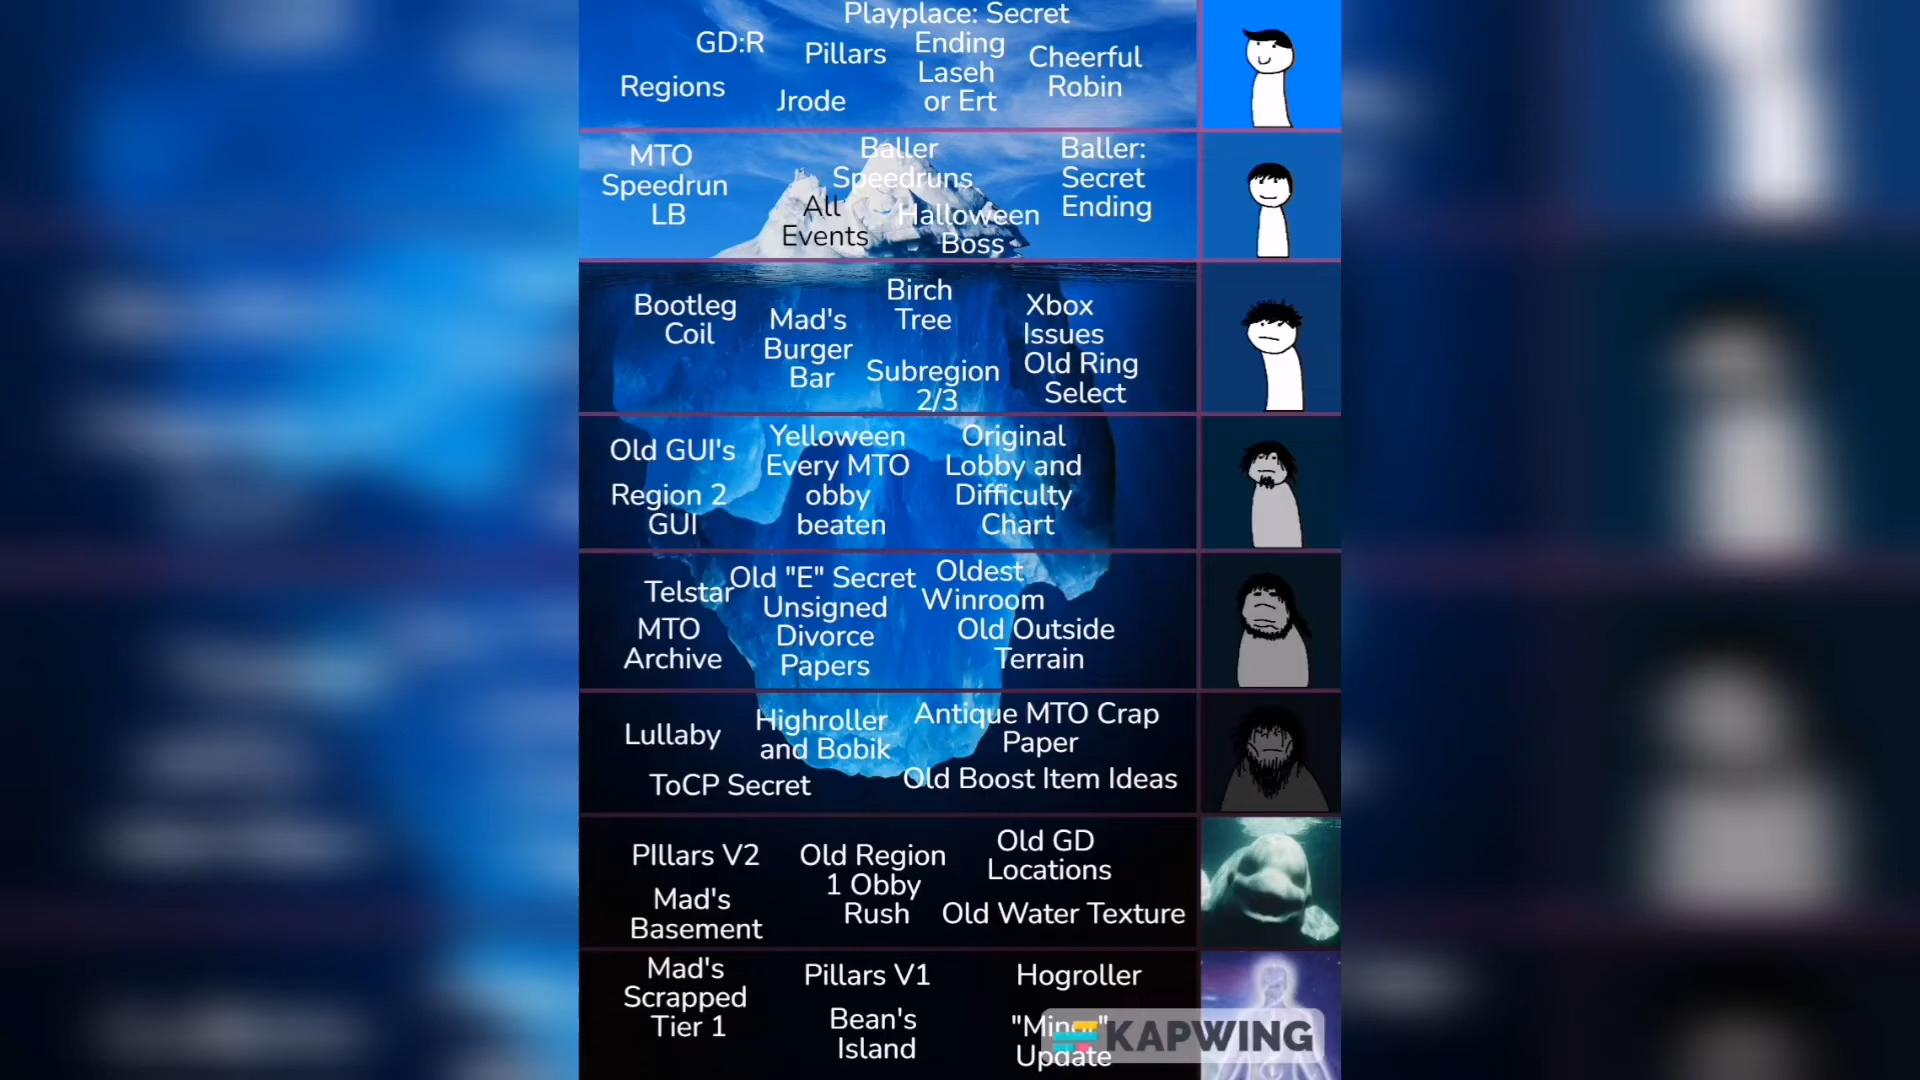 Playplace: Secret
Ending
GD:R
Pillars
Cheerful
Robin
Regions
Jrode
Laseh
or Ert
MTO
Speedrun
LB
Baller
Speedruns
Baller:
Secret
Ending
All
Events
Halloween
Boss
Bootleg
Coil
Mad's
Burger
Bar
Birch
Tree
Subregion
2/3
Xbox
Issues
Old Ring
Select
Old GUI's
Region 2
GUI
Yelloween
Every MTO
obby
beaten
Original
Lobby and
Difficulty
Chart
Telstar
MTO
Archive
Old "E" Secret
Unsigned
Divorce
Papers
Oldest
Winroom
Old Outside
Terrain
Lullaby
Highroller
and Bobik
Antique MTO Crap
Paper
ToCP Secret
Old Boost Item Ideas
PIllars V2
Mad's
Basement
Old Region
1 Obby
Rush
Old GD
Locations
Old Water Texture
Mad's
Scrapped
Tier 1
Pillars V1
Bean's
Island
Hogroller
"Minor"
Update
KAPWING